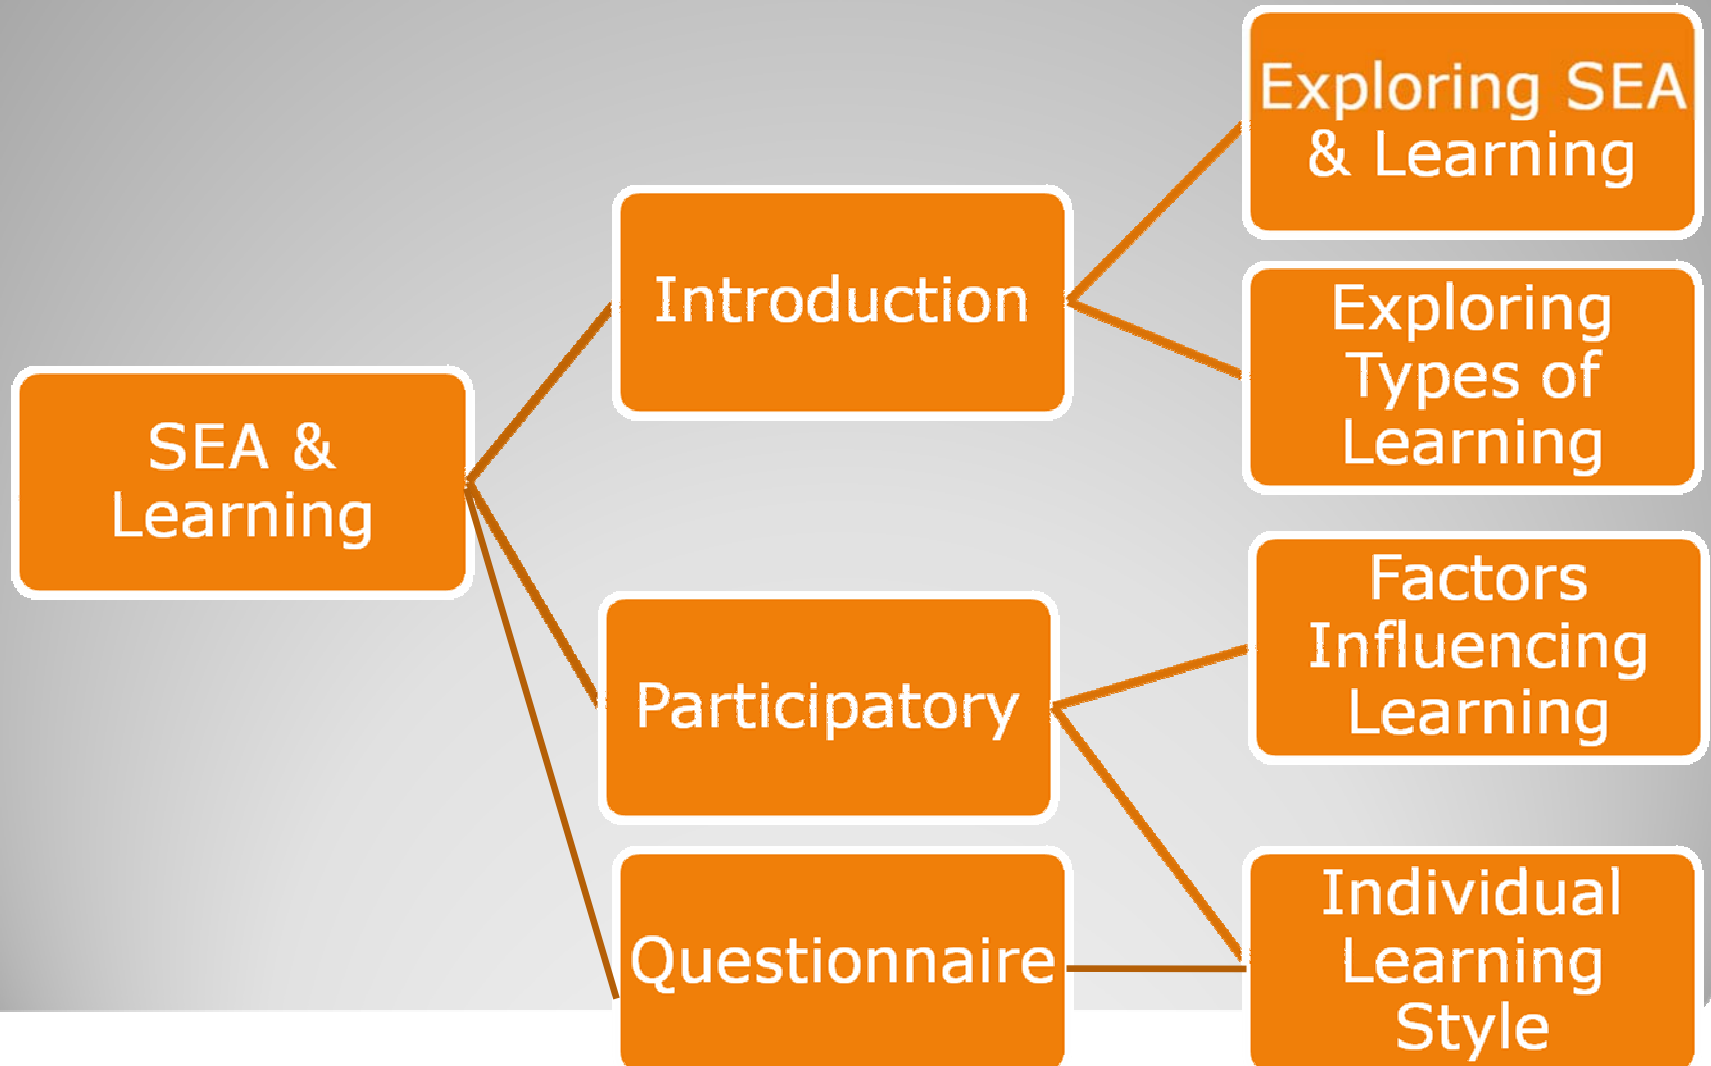 SEA &
Learning
Introduction
Participatory
Questionnaire
Exploring SEA
& Learning
Exploring
Types of
Learning
Factors
Influencing
Learning
Individual
Learning
Style